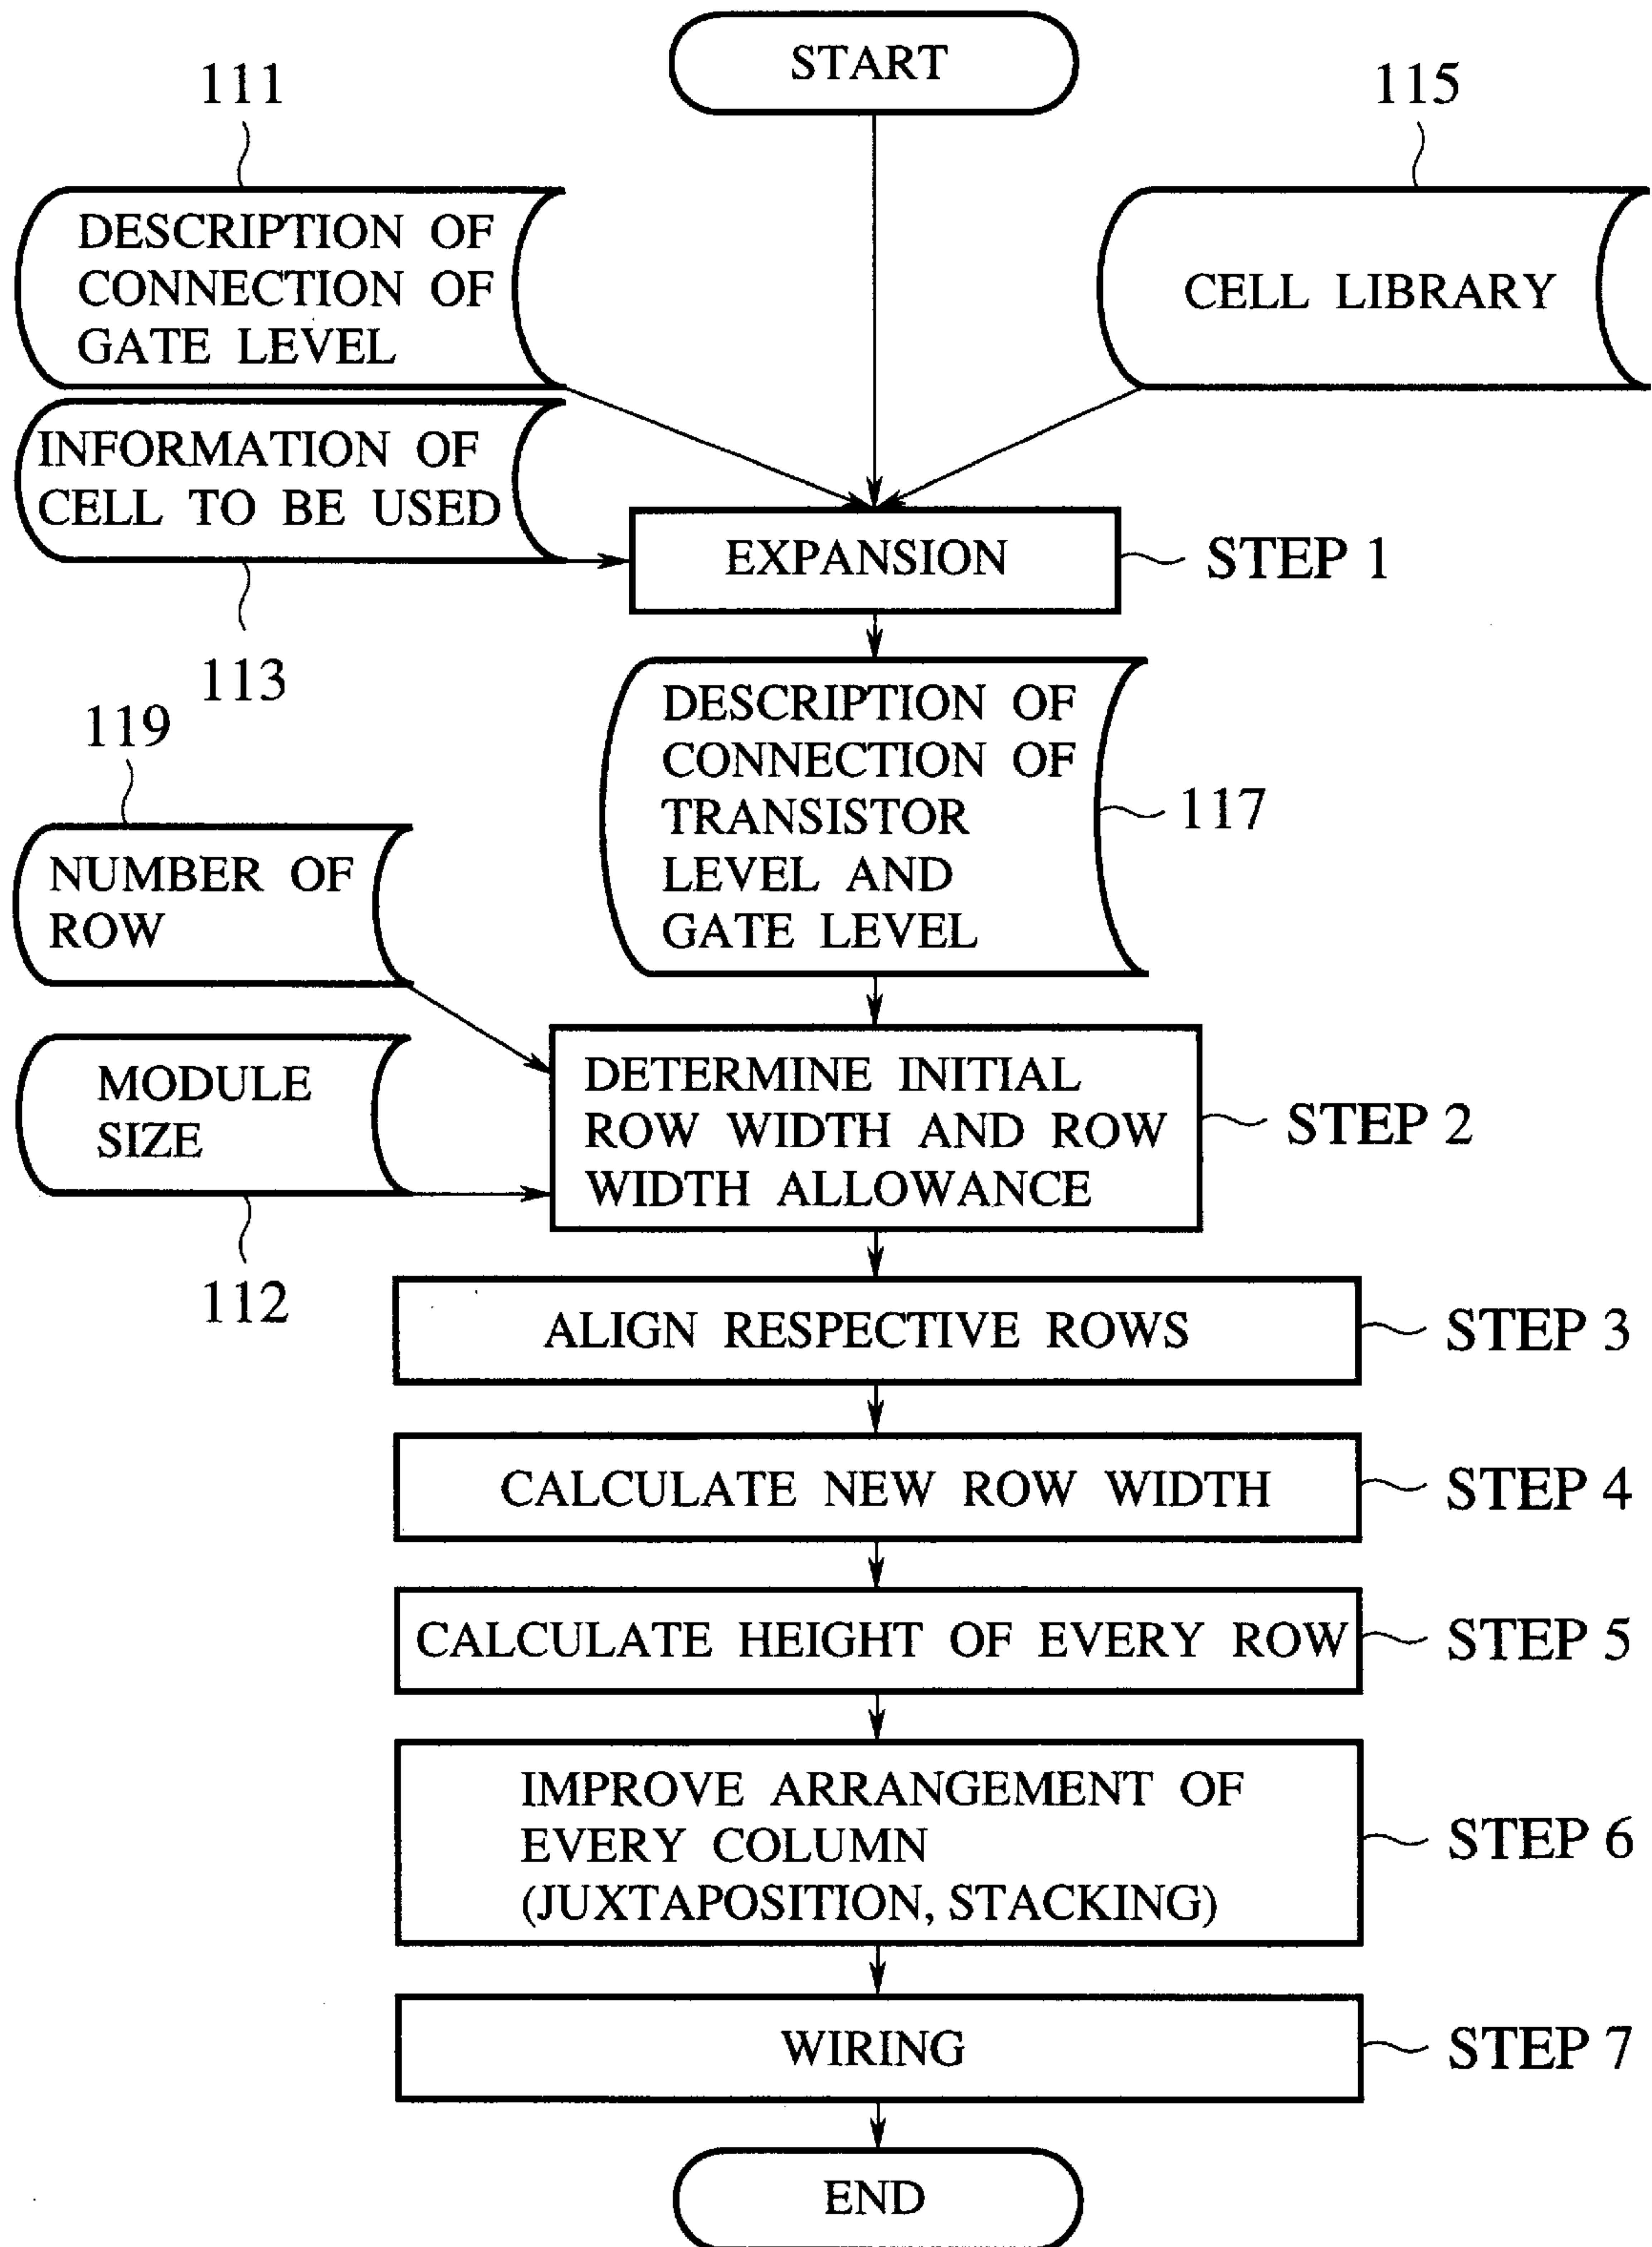 START
111
115
DESCRIPTION OF
CONNECTION OF
GATE LEVEL
CELL LIBRARY
INFORMATION OF
CELL TO BE USED
EXPANSION
STEP 1
113
119
DESCRIPTION OF
CONNECTION OF
TRANSISTOR
LEVEL AND
GATE LEVEL
117
NUMBER OF
ROW
MODULE
SIZE
112
DETERMINE INITIAL
ROW WIDTH AND ROW
WIDTH ALLOWANCE
STEP 2
ALIGN RESPECTIVE ROWS
STEP 3
CALCULATE NEW ROW WIDTH
STEP 4
CALCULATE HEIGHT OF EVERY ROW
STEP 5
IMPROVE ARRANGEMENT OF
EVERY COLUMN
(JUXTAPOSITION, STACKING)
STEP 6
WIRING
STEP 7
END